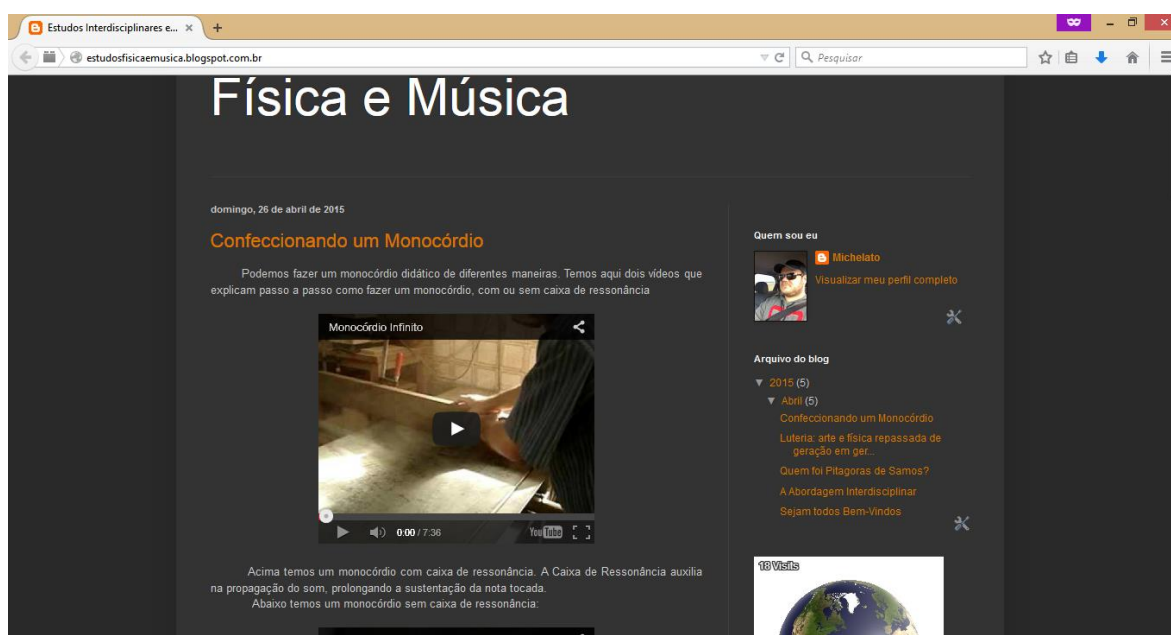 Estudos Interdisciplinares e...
estudosfisicaemusica.blogspot.com.br
Pesquisar
Física e Música
domingo, 26 de abril de 2015
Confeccionando um Monocórdio
Podemos fazer um monocórdio didático de diferentes maneiras. Temos aqui dois vídeos que
explicam passo a passo como fazer um monocórdio, com ou sem caixa de ressonância
Monocórdio Infinito
0:00 / 7:36
YouTube
Acima temos um monocórdio com caixa de ressonância. A Caixa de Ressonância auxilia
na propagação do som, prolongando a sustentação da nota tocada.
Abaixo temos um monocórdio sem caixa de ressonância:
Quem sou eu
Michelato
Visualizar meu perfil completo
Arquivo do blog
▼ 2015 (5)
▼ Abril (5)
Confeccionando um Monocórdio
Luteria: arte e física repassada de
geração em ger...
Quem foi Pitagoras de Samos?
A Abordagem Interdisciplinar
Sejam todos Bem-Vindos
18 Visits